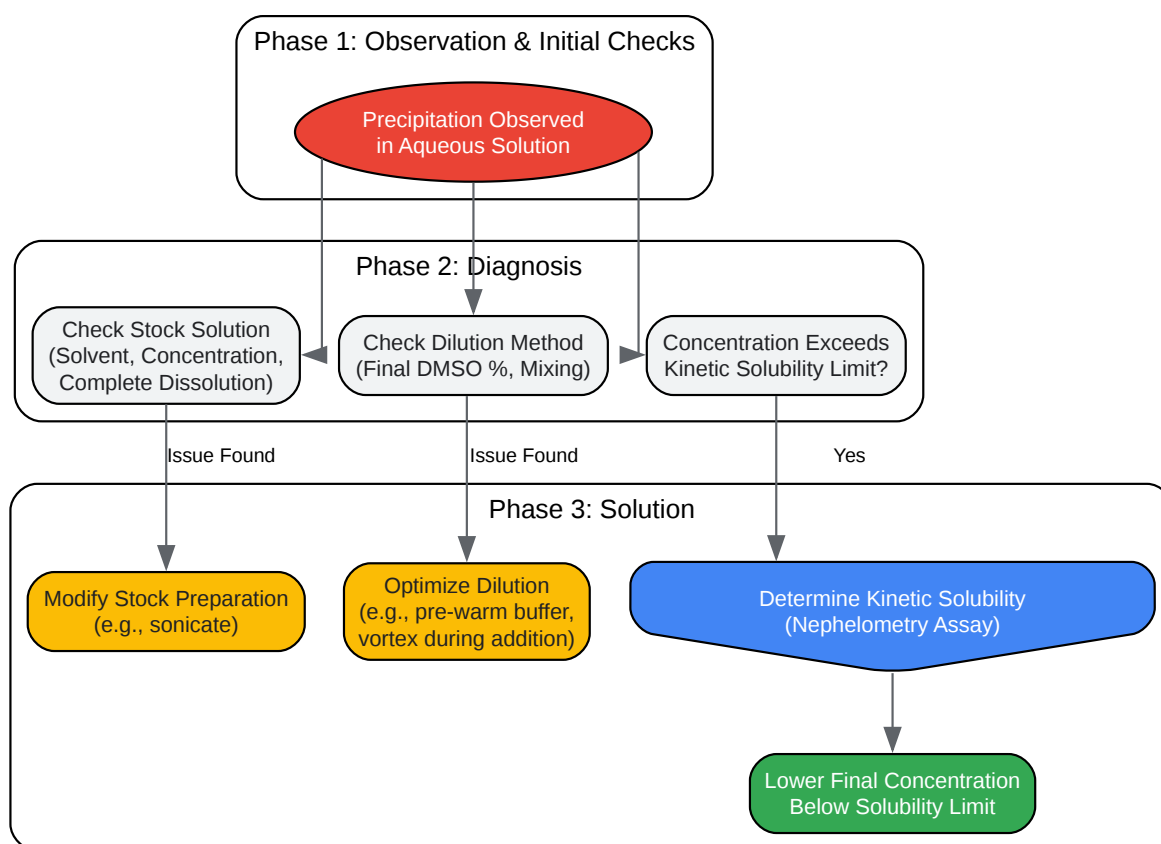 Phase 1: Observation & Initial Checks
Precipitation Observed
in Aqueous Solution
Phase 2: Diagnosis
Check Stock Solution
(Solvent, Concentration,
Complete Dissolution)
Check Dilution Method
(Final DMSO %, Mixing)
Concentration Exceeds
Kinetic Solubility Limit?
Issue Found
Issue Found
Yes
Phase 3: Solution
Modify Stock Preparation
(e.g., sonicate)
Optimize Dilution
(e.g., pre-warm buffer,
vortex during addition)
Determine Kinetic Solubility
(Nephelometry Assay)
Lower Final Concentration
Below Solubility Limit